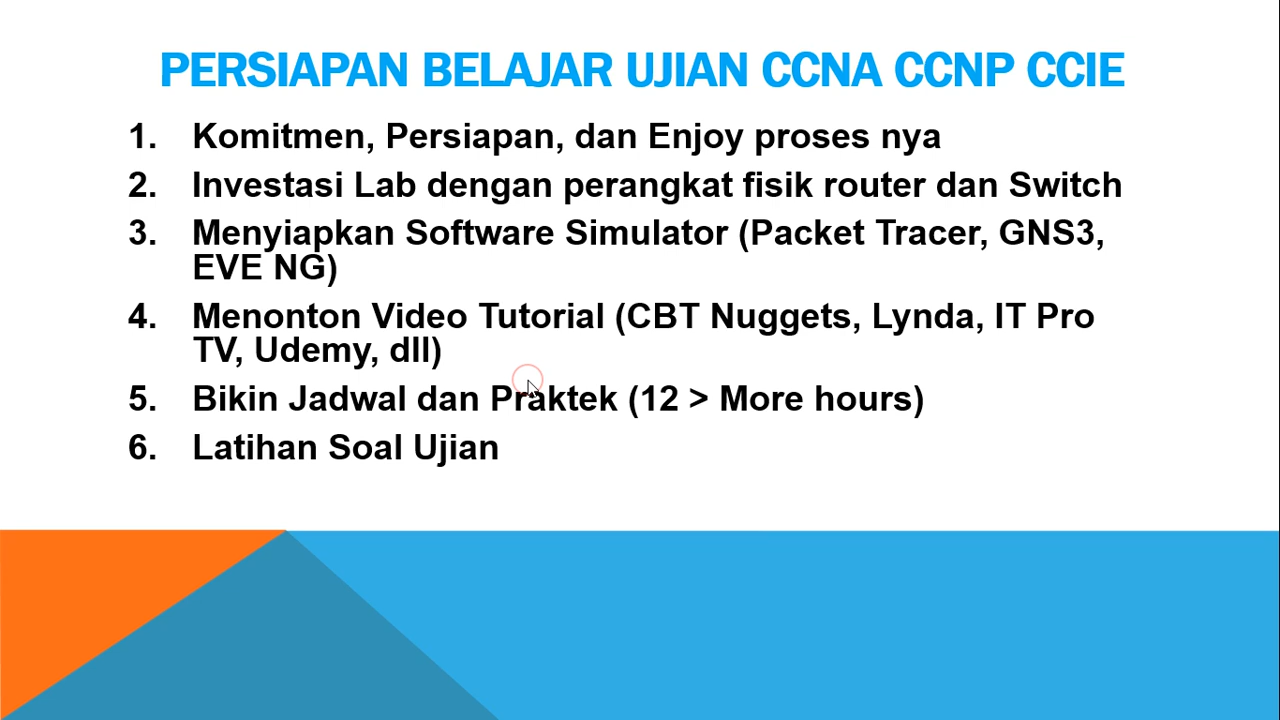 PERSIAPAN BELAJAR UJIAN CCNA CCNP CCIE
1. Komitmen, Persiapan, dan Enjoy proses nya
2. Investasi Lab dengan perangkat fisik router dan Switch
3. Menyiapkan Software Simulator (Packet Tracer, GNS3,
EVE NG)
4. Menonton Video Tutorial (CBT Nuggets, Lynda, IT Pro
TV, Udemy, dll)
5. Bikin Jadwal dan Praktek (12 > More hours)
6. Latihan Soal Ujian